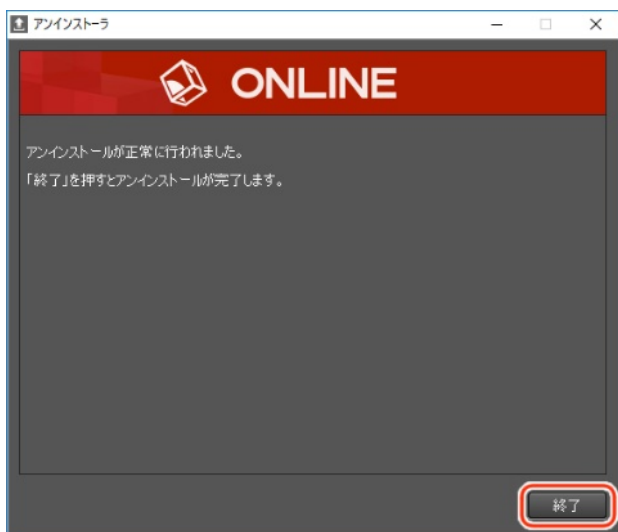 アンインストーラ
ONLINE
アンインストールが正常に行われました。
「終了」を押すとアンインストールが完了します。
終了